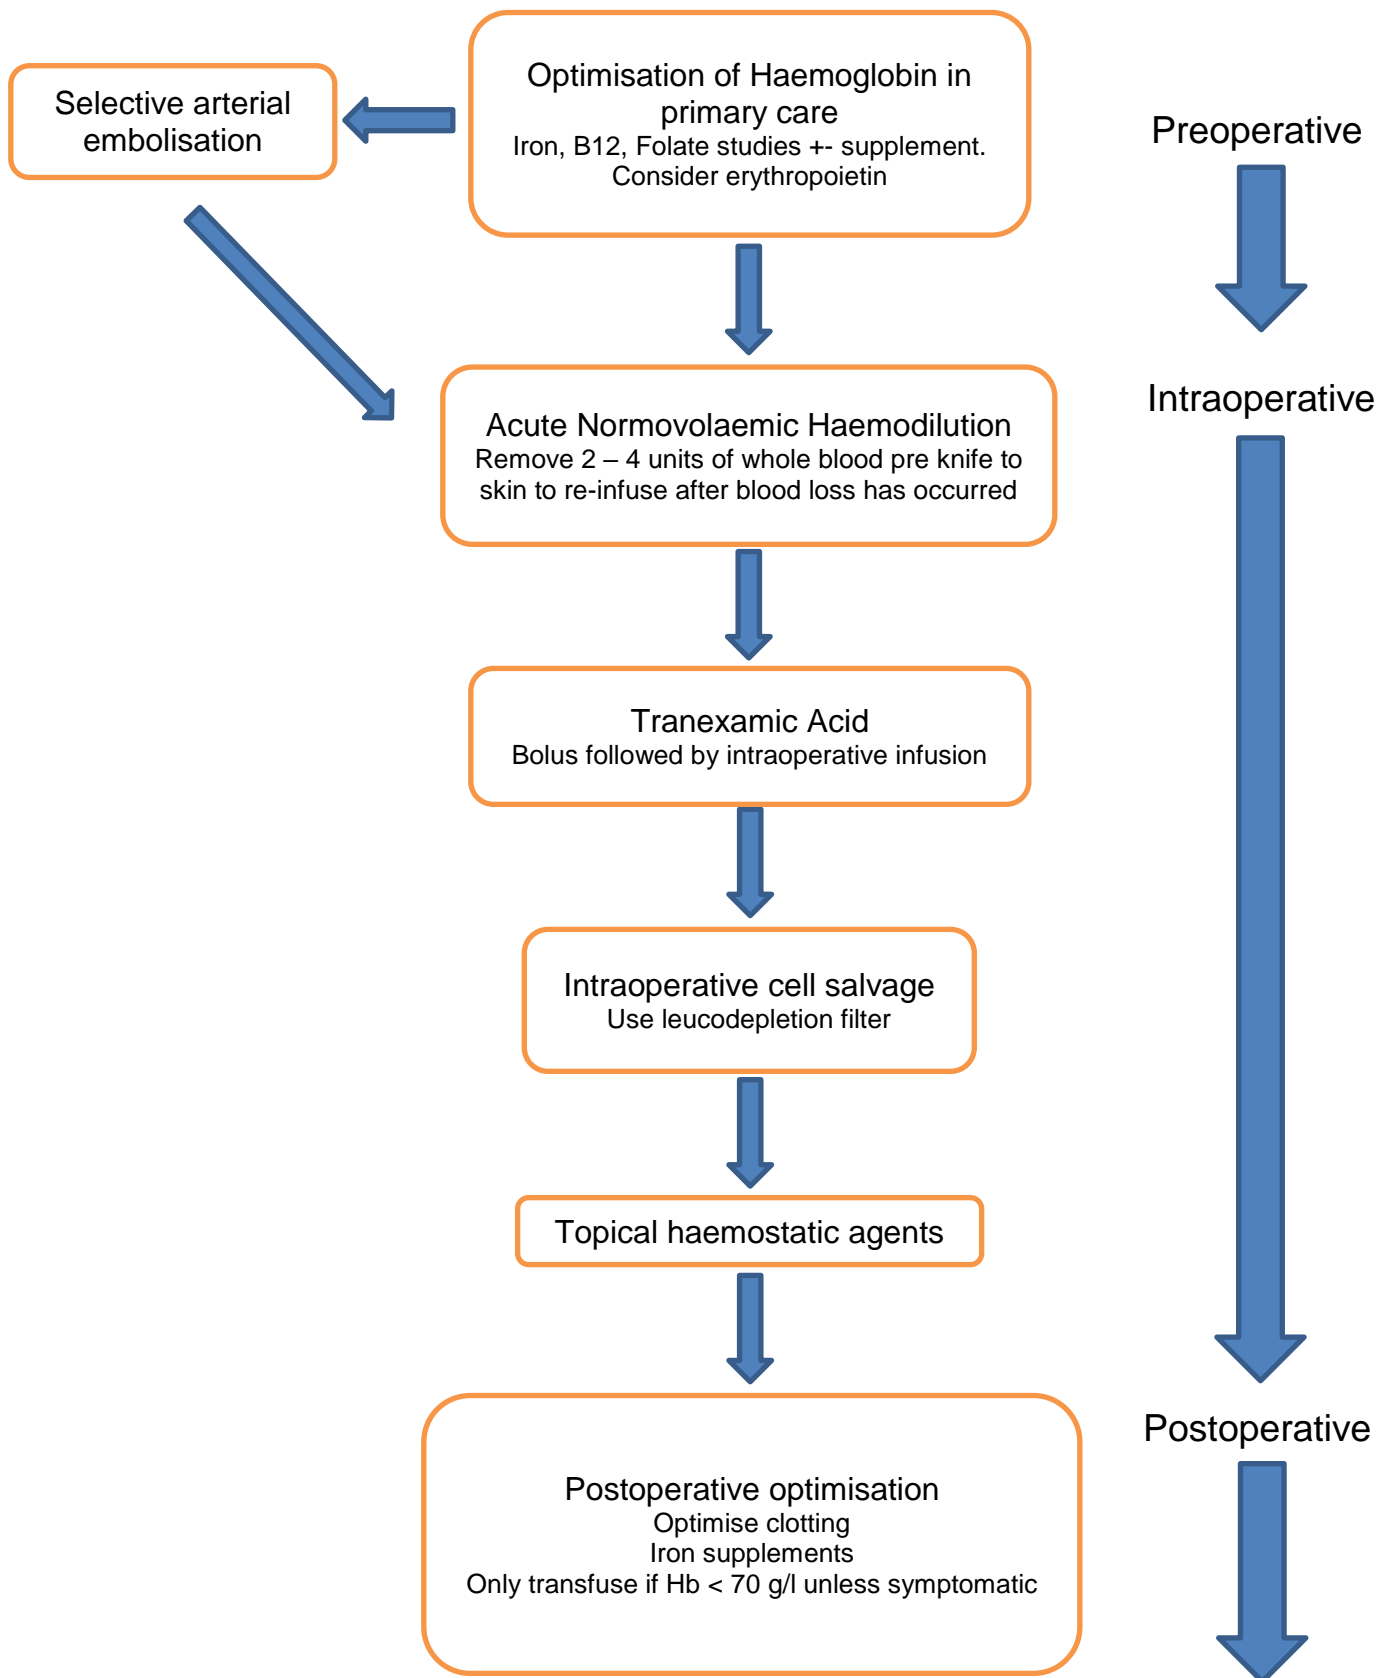 Optimisation of Haemoglobin in
primary care
Iron, B12, Folate studies +- supplement.
Consider erythropoietin
Selective arterial
embolisation
Preoperative
Intraoperative
Acute Normovolaemic Haemodilution
Remove 2 – 4 units of whole blood pre knife to
skin to re-infuse after blood loss has occurred
Tranexamic Acid
Bolus followed by intraoperative infusion
Intraoperative cell salvage
Use leucodepletion filter
Topical haemostatic agents
Postoperative
Postoperative optimisation
Optimise clotting
Iron supplements
Only transfuse if Hb < 70 g/l unless symptomatic